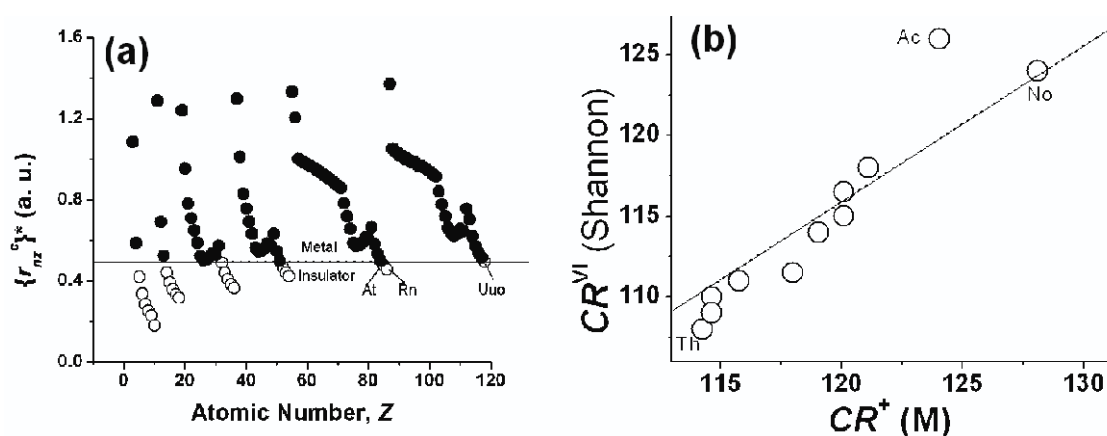 (a)
1.6
1.2
0.8
0.4
0.0
{r_nz^c}* (a. u.)
Metal
Insulator
At
Rn
Uuo
0 20 40 60 80 100 120
Atomic Number, Z
(b)
125
120
115
110
CR^VI (Shannon)
Ac
No
Th
115 120 125 130
CR^+ (M)